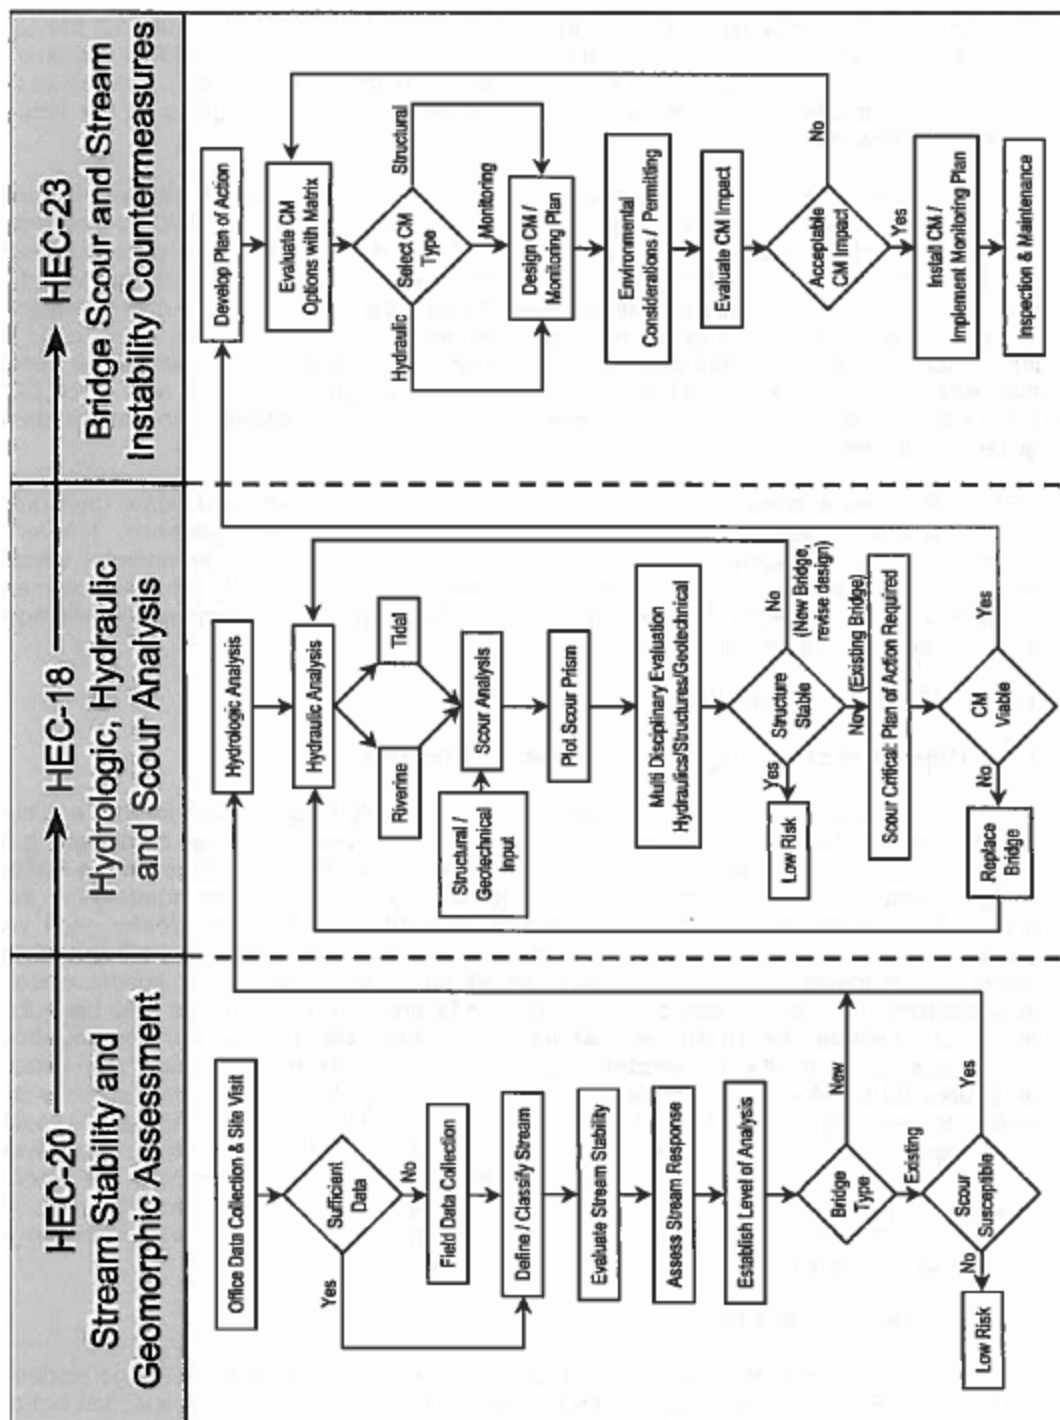 HEC-20
HEC-18
HEC-23
Stream Stability and
Geomorphic Assessment
Hydrologic, Hydraulic
and Scour Analysis
Bridge Scour and Stream
Instability Countermeasures
Office Data Collection & Site Visit
Sufficient
Data
Yes
No
Field Data Collection
Define / Classify Stream
Evaluate Stream Stability
Assess Stream Response
Establish Level of Analysis
Bridge
Type
New
Existing
Scour
Susceptible
Yes
No
Low Risk
Hydrologic Analysis
Hydraulic Analysis
Riverine
Tidal
Structural /
Geotechnical
Input
Scour Analysis
Plot Scour Prism
Multi Disciplinary Evaluation
Hydraulics/Structures/Geotechnical
Structure
Stable
Yes
Low Risk
No
(New Bridge,
revise design)
(Existing Bridge)
Scour Critical: Plan of Action Required
CM
Viable
No
Yes
Replace
Bridge
Develop Plan of Action
Evaluate CM
Options with Matrix
Select CM
Type
Hydraulic
Structural
Monitoring
Design CM /
Monitoring Plan
Environmental
Considerations / Permitting
Evaluate CM Impact
Acceptable
CM Impact
No
Yes
Install CM /
Implement Monitoring Plan
Inspection & Maintenance